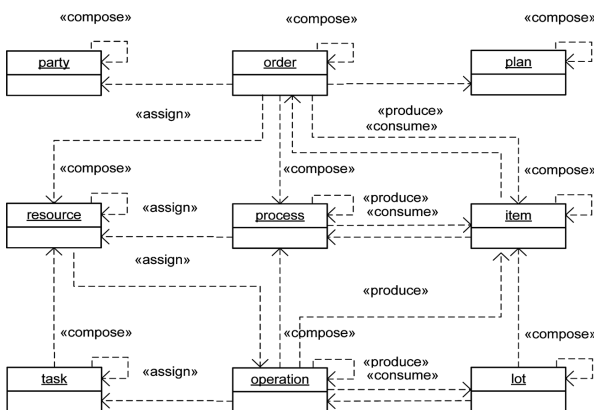 «compose»
«compose»
«compose»
party
order
plan
«assign»
«produce»
«consume»
«compose»
«compose»
«compose»
resource
«assign»
process
«produce»
«consume»
item
«assign»
«produce»
«compose»
«compose»
«compose»
task
«assign»
operation
«produce»
«consume»
lot